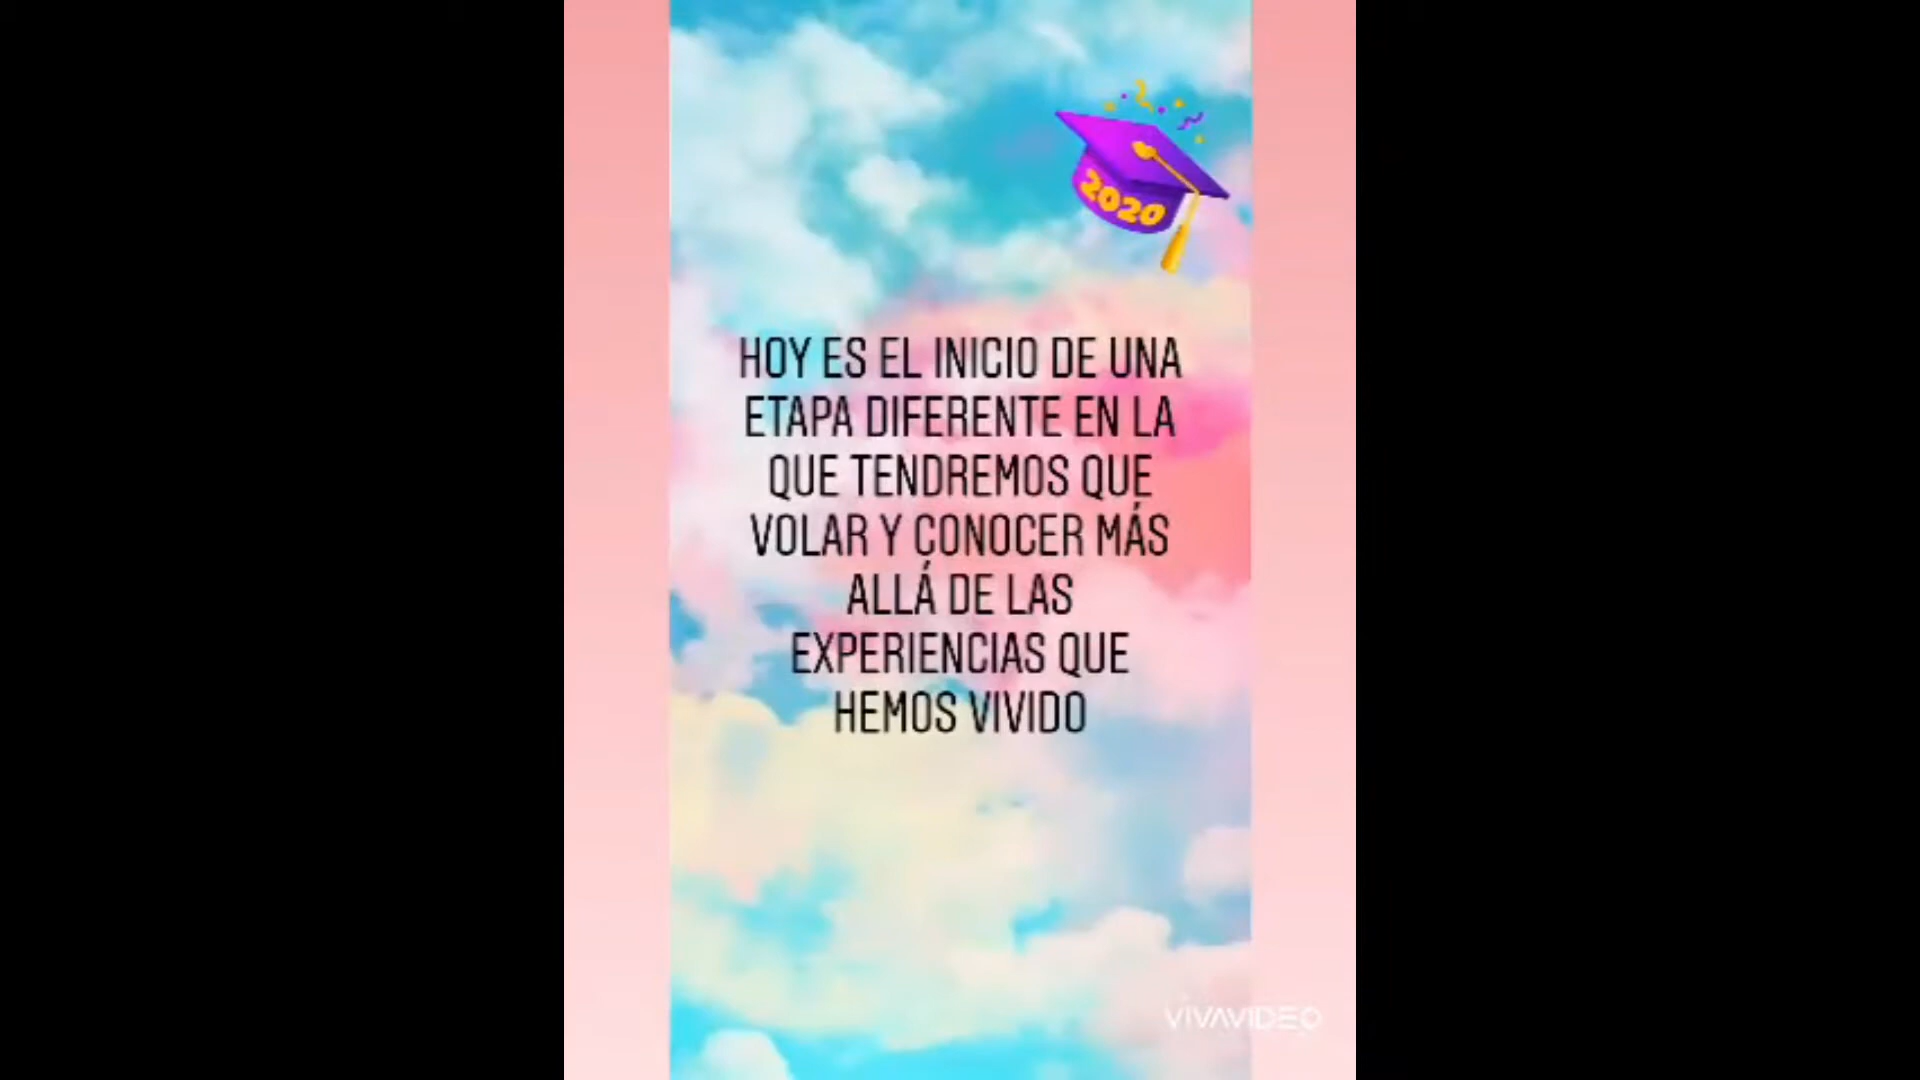 2020
HOY ES EL INICIO DE UNA
ETAPA DIFERENTE EN LA
QUE TENDREMOS QUE
VOLAR Y CONOCER MÁS
ALLÁ DE LAS
EXPERIENCIAS QUE
HEMOS VIVIDO
VIVAVIDEO